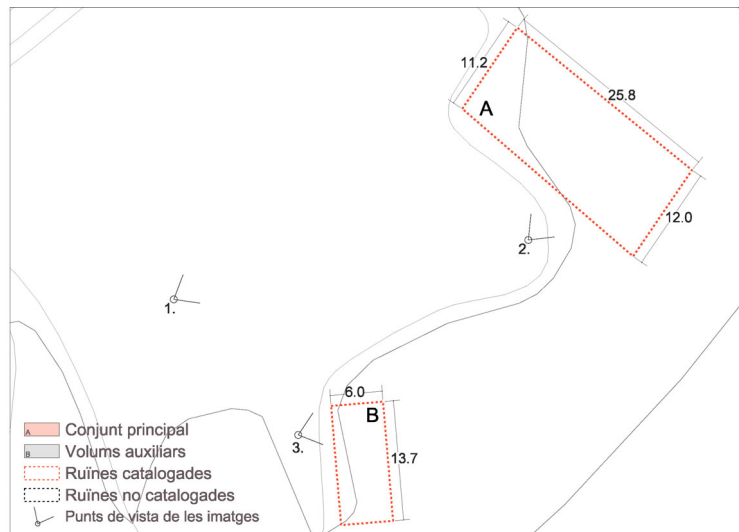 11.2
25.8
A
12.0
2.
1.
6.0
B
3.
13.7
A Conjunt principal
B Volums auxiliars
Ruïnes catalogades
Ruïnes no catalogades
Punts de vista de les imatges